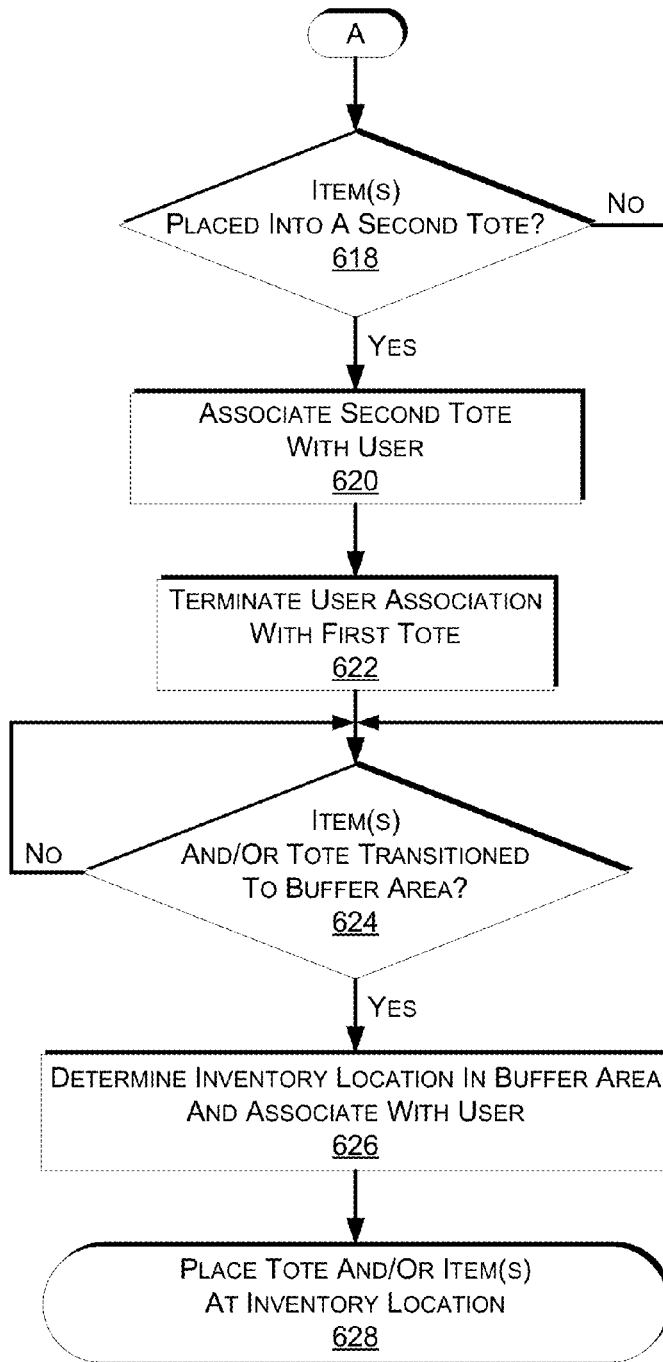 A
ITEM(S)
PLACED INTO A SECOND TOTE?
618
NO
YES
ASSOCIATE SECOND TOTE
WITH USER
620
TERMINATE USER ASSOCIATION
WITH FIRST TOTE
622
ITEM(S)
AND/OR TOTE TRANSITIONED
TO BUFFER AREA?
624
NO
YES
DETERMINE INVENTORY LOCATION IN BUFFER AREA
AND ASSOCIATE WITH USER
626
PLACE TOTE AND/OR ITEM(S)
AT INVENTORY LOCATION
628